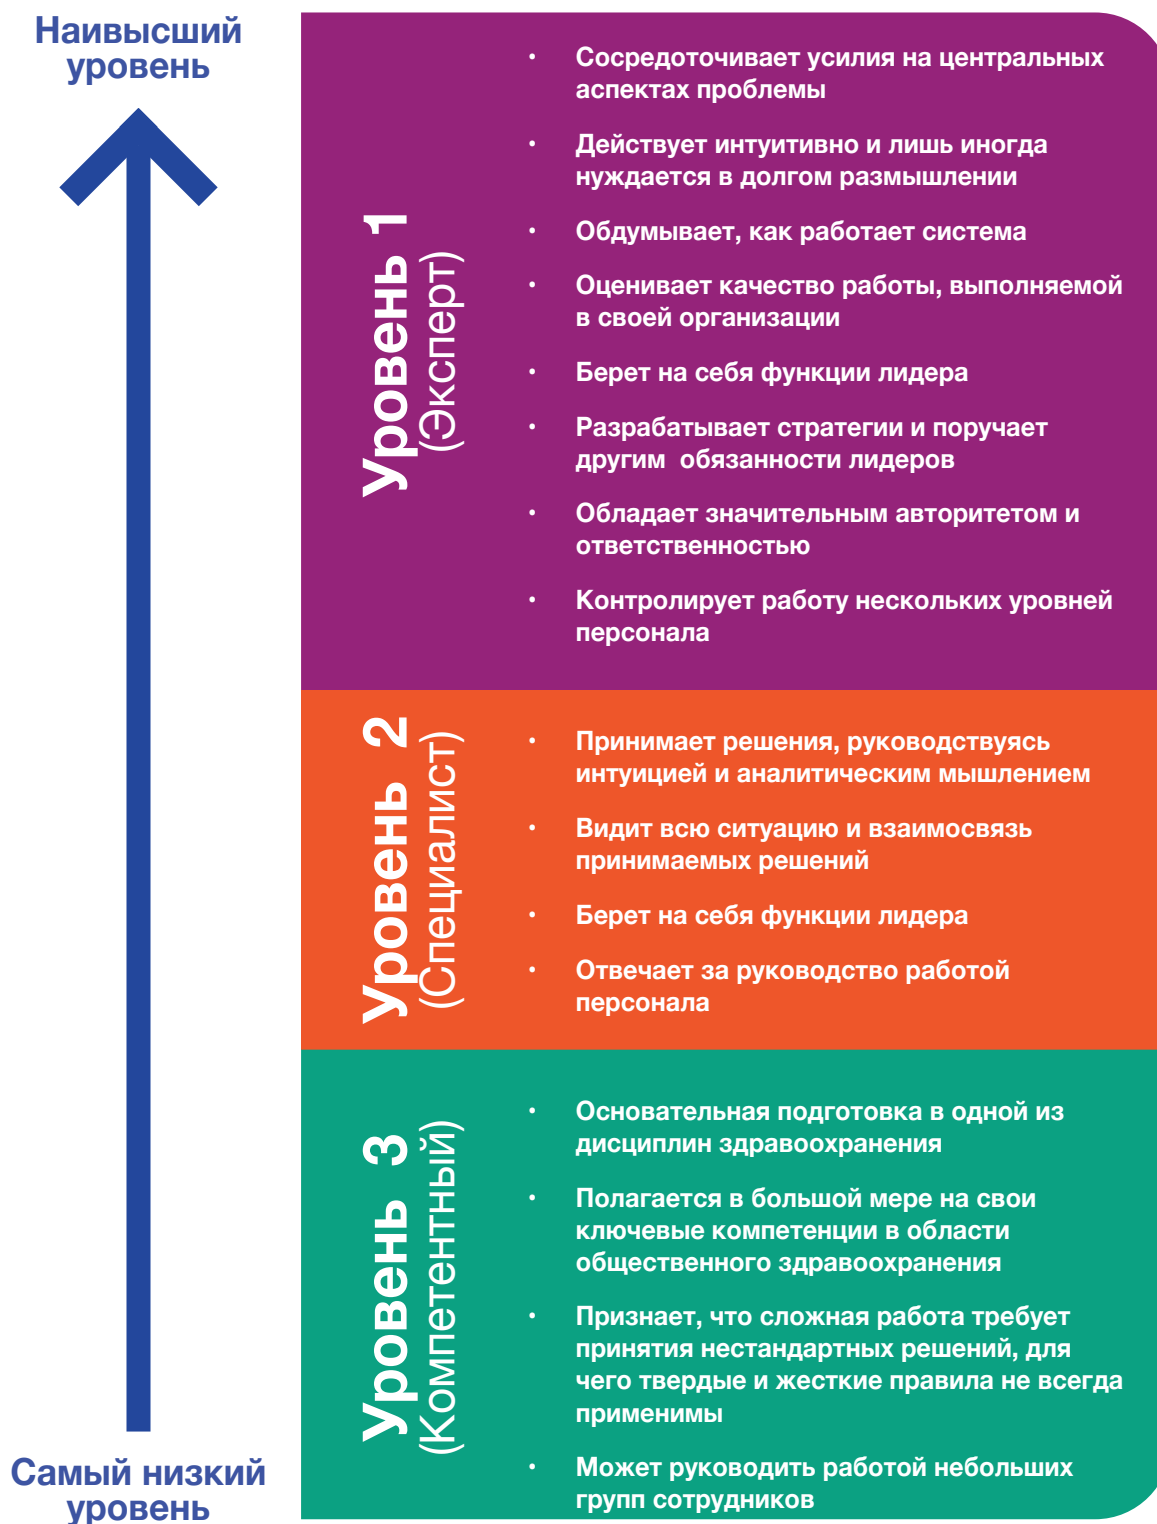 Наивысший
уровень
Уровень 1
(Эксперт)
• Сосредоточивает усилия на центральных
аспектах проблемы
• Действует интуитивно и лишь иногда
нуждается в долгом размышлении
• Обдумывает, как работает система
• Оценивает качество работы, выполняемой
в своей организации
• Берет на себя функции лидера
• Разрабатывает стратегии и поручает
другим обязанности лидеров
• Обладает значительным авторитетом и
ответственностью
• Контролирует работу нескольких уровней
персонала
Уровень 2
(Специалист)
• Принимает решения, руководствуясь
интуицией и аналитическим мышлением
• Видит всю ситуацию и взаимосвязь
принимаемых решений
• Берет на себя функции лидера
• Отвечает за руководство работой
персонала
Уровень 3
(Компетентный)
• Основательная подготовка в одной из
дисциплин здравоохранения
• Полагается в большой мере на свои
ключевые компетенции в области
общественного здравоохранения
• Признает, что сложная работа требует
принятия нестандартных решений, для
чего твердые и жесткие правила не всегда
применимы
• Может руководить работой небольших
групп сотрудников
Самый низкий
уровень